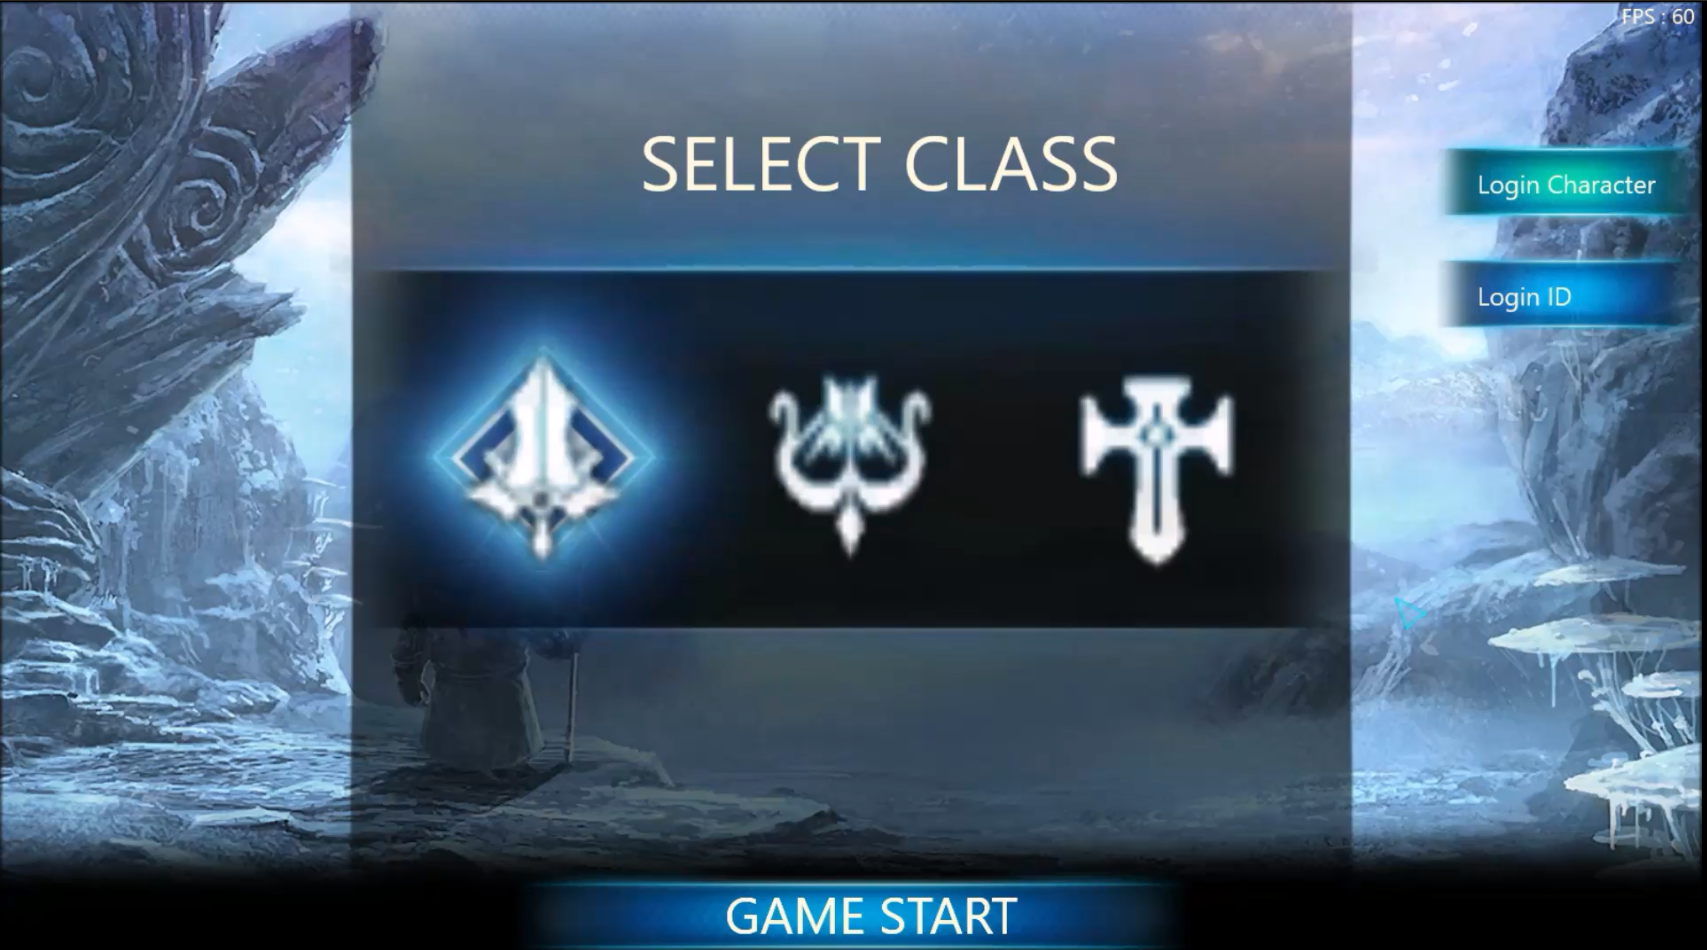 FPS : 60
SELECT CLASS
Login Character
Login ID
GAME START